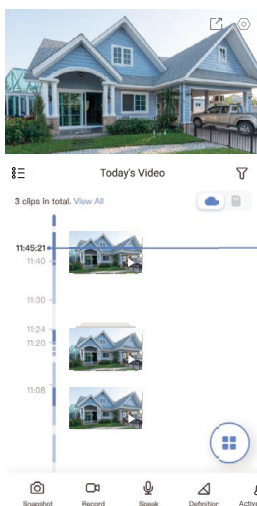 Today's Video
3 clips in total. View All
11:45:21
11:40
11:30
11:24
11:20
11:08
Snapshot Record Speak Definition Active